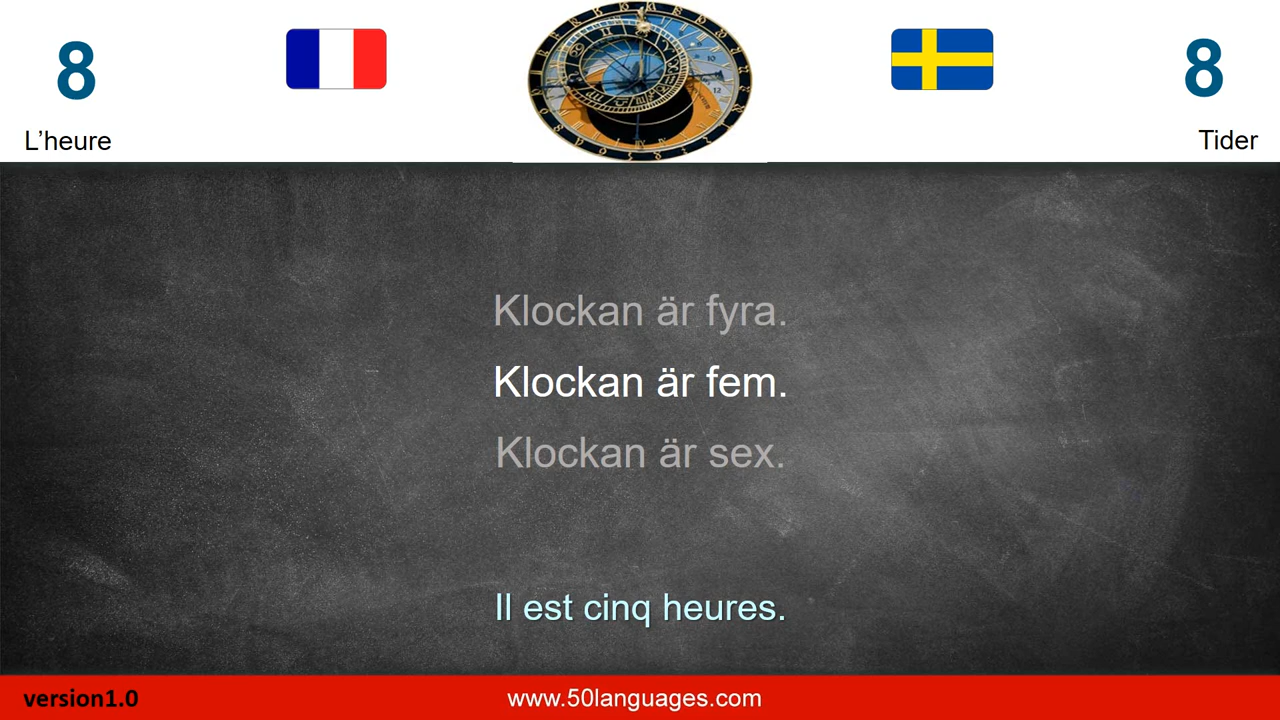 8
8
L’heure
Tider
Klockan är fyra.
Klockan är fem.
Klockan är sex.
Il est cinq heures.
version1.0
www.50languages.com